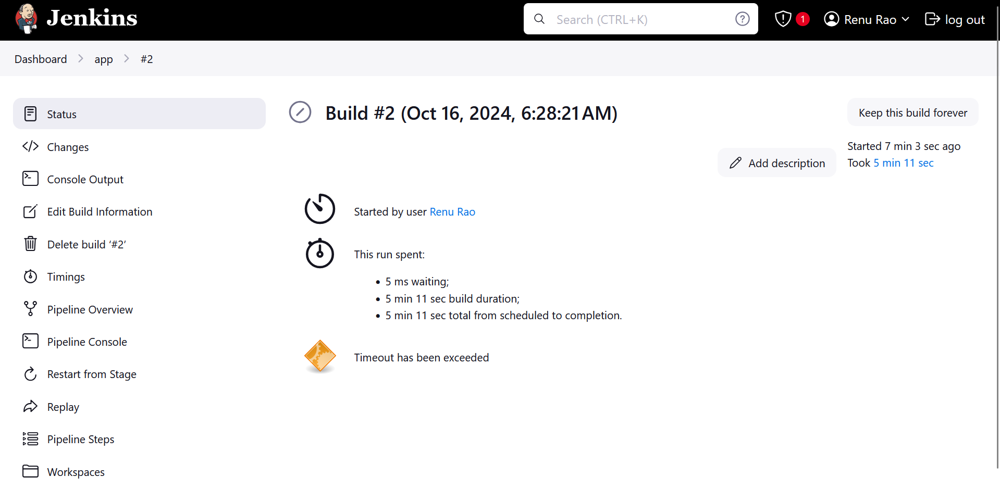 Jenkins
Search (CTRL+K)
1
Renu Rao
log out
Dashboard
app
#2
Status
Changes
Console Output
Edit Build Information
Delete build ‘#2’
Timings
Pipeline Overview
Pipeline Console
Restart from Stage
Replay
Pipeline Steps
Workspaces
Build #2 (Oct 16, 2024, 6:28:21 AM)
Keep this build forever
Add description
Started 7 min 3 sec ago
Took 5 min 11 sec
Started by user Renu Rao
This run spent:
• 5 ms waiting;
• 5 min 11 sec build duration;
• 5 min 11 sec total from scheduled to completion.
Timeout has been exceeded